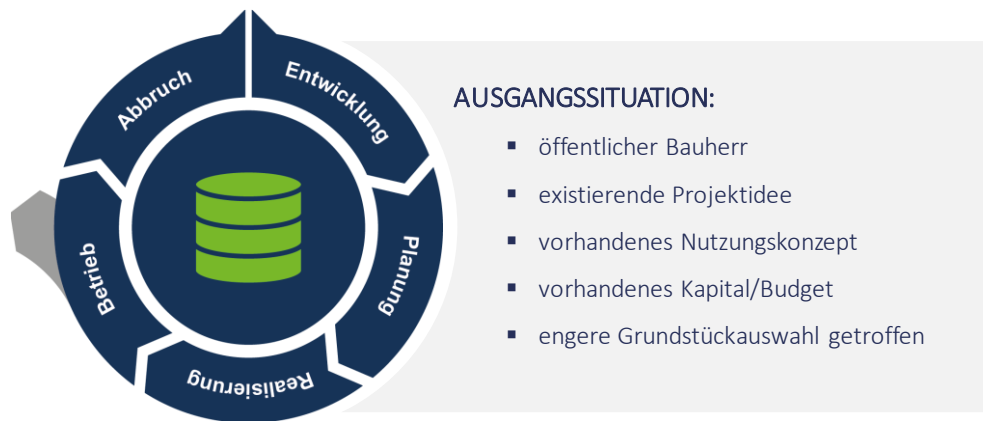 Abbruch
Entwicklung
Planung
Realisierung
Betrieb
AUSGANGSSITUATION:
▪ öffentlicher Bauherr
▪ existierende Projektidee
▪ vorhandenes Nutzungskonzept
▪ vorhandenes Kapital/Budget
▪ engere Grundstückauswahl getroffen